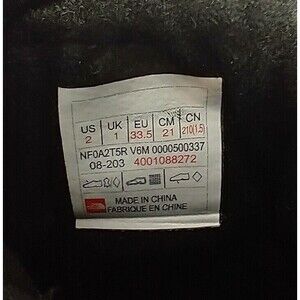 US UK EU CM CN
2 1 33.5 21 210(1.5)
NF0A2T5R V6M 0000500337
08-203 4001088272
MADE IN CHINA
FABRIQUE EN CHINE